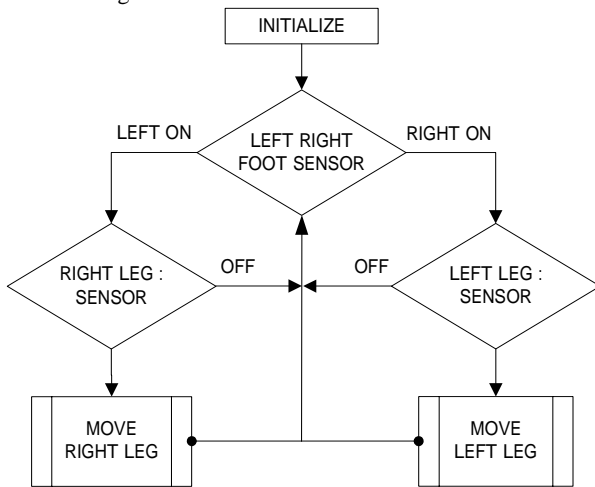 INITIALIZE
LEFT ON
LEFT RIGHT
FOOT SENSOR
RIGHT ON
RIGHT LEG :
SENSOR
OFF
OFF
LEFT LEG :
SENSOR
MOVE
RIGHT LEG
MOVE
LEFT LEG